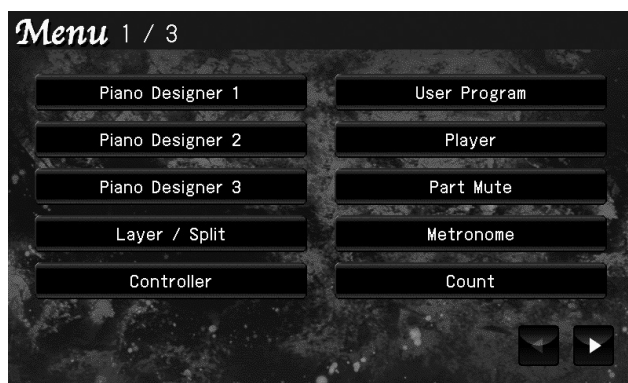 Menu 1 / 3
Piano Designer 1
User Program
Piano Designer 2
Player
Piano Designer 3
Part Mute
Layer / Split
Metronome
Controller
Count